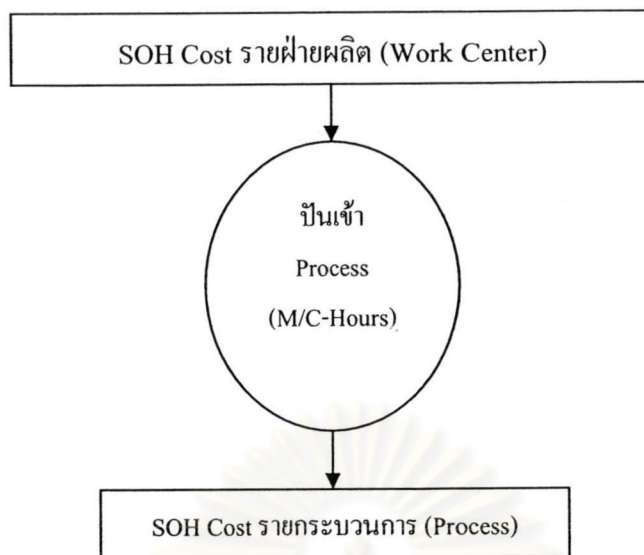 SOH Cost รายฝ่ายผลิต (Work Center)
ปันเข้า
Process
(M/C-Hours)
SOH Cost รายกระบวนการ (Process)